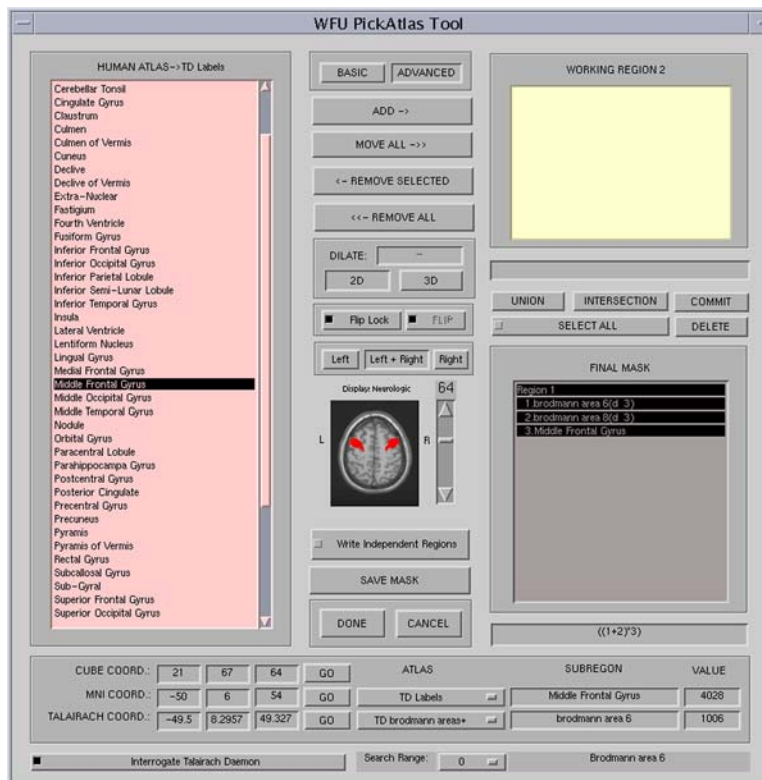 WFU PickAtlas Tool
HUMAN ATLAS->TD Labels
Cerebellar Tonsil
Cingulate Gyrus
Claustrum
Culmen
Culmen of Vermis
Cuneus
Declive
Declive of Vermis
Extra-Nuclear
Fastigium
Fourth Ventricle
Fusiform Gyrus
Inferior Frontal Gyrus
Inferior Occipital Gyrus
Inferior Parietal Lobule
Inferior Semi-Lunar Lobule
Inferior Temporal Gyrus
Insula
Lateral Ventricle
Lentiform Nucleus
Lingual Gyrus
Medial Frontal Gyrus
Middle Frontal Gyrus
Middle Occipital Gyrus
Middle Temporal Gyrus
Nodule
Orbital Gyrus
Paracentral Lobule
Parahippocampa Gyrus
Postcentral Gyrus
Posterior Cingulate
Precentral Gyrus
Precuneus
Pyramis
Pyramis of Vermis
Rectal Gyrus
Subcallosal Gyrus
Sub-Gyral
Superior Frontal Gyrus
Superior Occipital Gyrus
BASIC ADVANCED
ADD ->
MOVE ALL ->>
<- REMOVE SELECTED
<<- REMOVE ALL
DILATE: -
2D 3D
Flip Lock FLIP
Left Left + Right Right
Display: Neurologic 64
L R
Write Independent Regions
SAVE MASK
DONE CANCEL
WORKING REGION 2
UNION INTERSECTION COMMIT
SELECT ALL DELETE
FINAL MASK
Region 1
1.brodmann area 6(d 3)
2.brodmann area 8(d 3)
3.Middle Frontal Gyrus
((1+2)*3)
CUBE COORD.: 21 67 64 GO ATLAS SUBREGON VALUE
MNI COORD.: -50 6 54 GO TD Labels Middle Frontal Gyrus 4028
TALAIRACH COORD.: -49.5 8.2957 49.327 GO TD brodmann areas+ brodmann area 6 1006
Interrogate Talairach Daemon Search Range: 0 Brodmann area 6